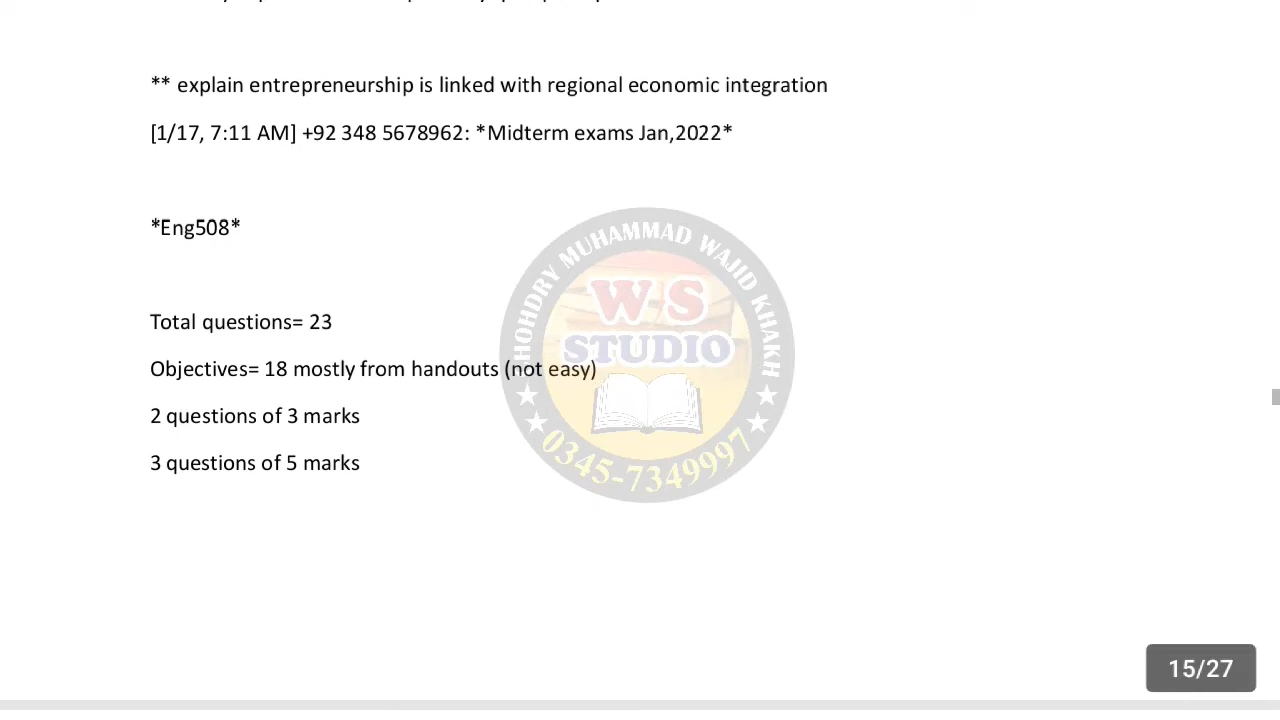 ** explain entrepreneurship is linked with regional economic integration
[1/17, 7:11 AM] +92 348 5678962: *Midterm exams Jan,2022*
*Eng508*
CHOHDRY MUHAMMAD WAJID KHAKH
W S
STUDIO
0345-7349997
Total questions= 23
Objectives= 18 mostly from handouts (not easy)
2 questions of 3 marks
3 questions of 5 marks
15/27